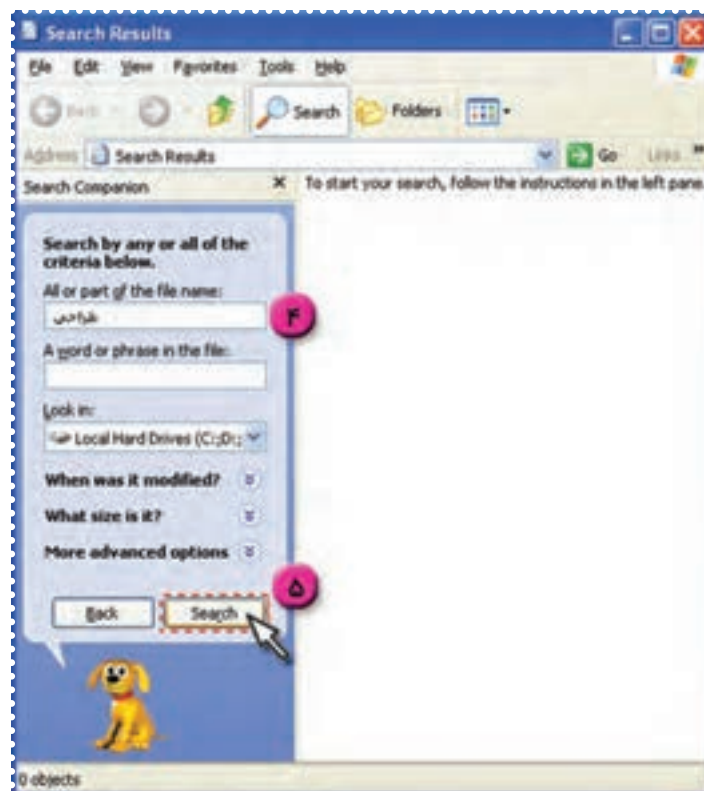 Search Results
File Edit View Favorites Tools Help
Back Search Folders
Address Search Results Go Links »
Search Companion × To start your search, follow the instructions in the left pane.
Search by any or all of the
criteria below.
All or part of the file name:
طراحی
۴
A word or phrase in the file:
Look in:
Local Hard Drives (C:;D:;
When was it modified?
What size is it?
More advanced options
۵
Back Search
0 objects